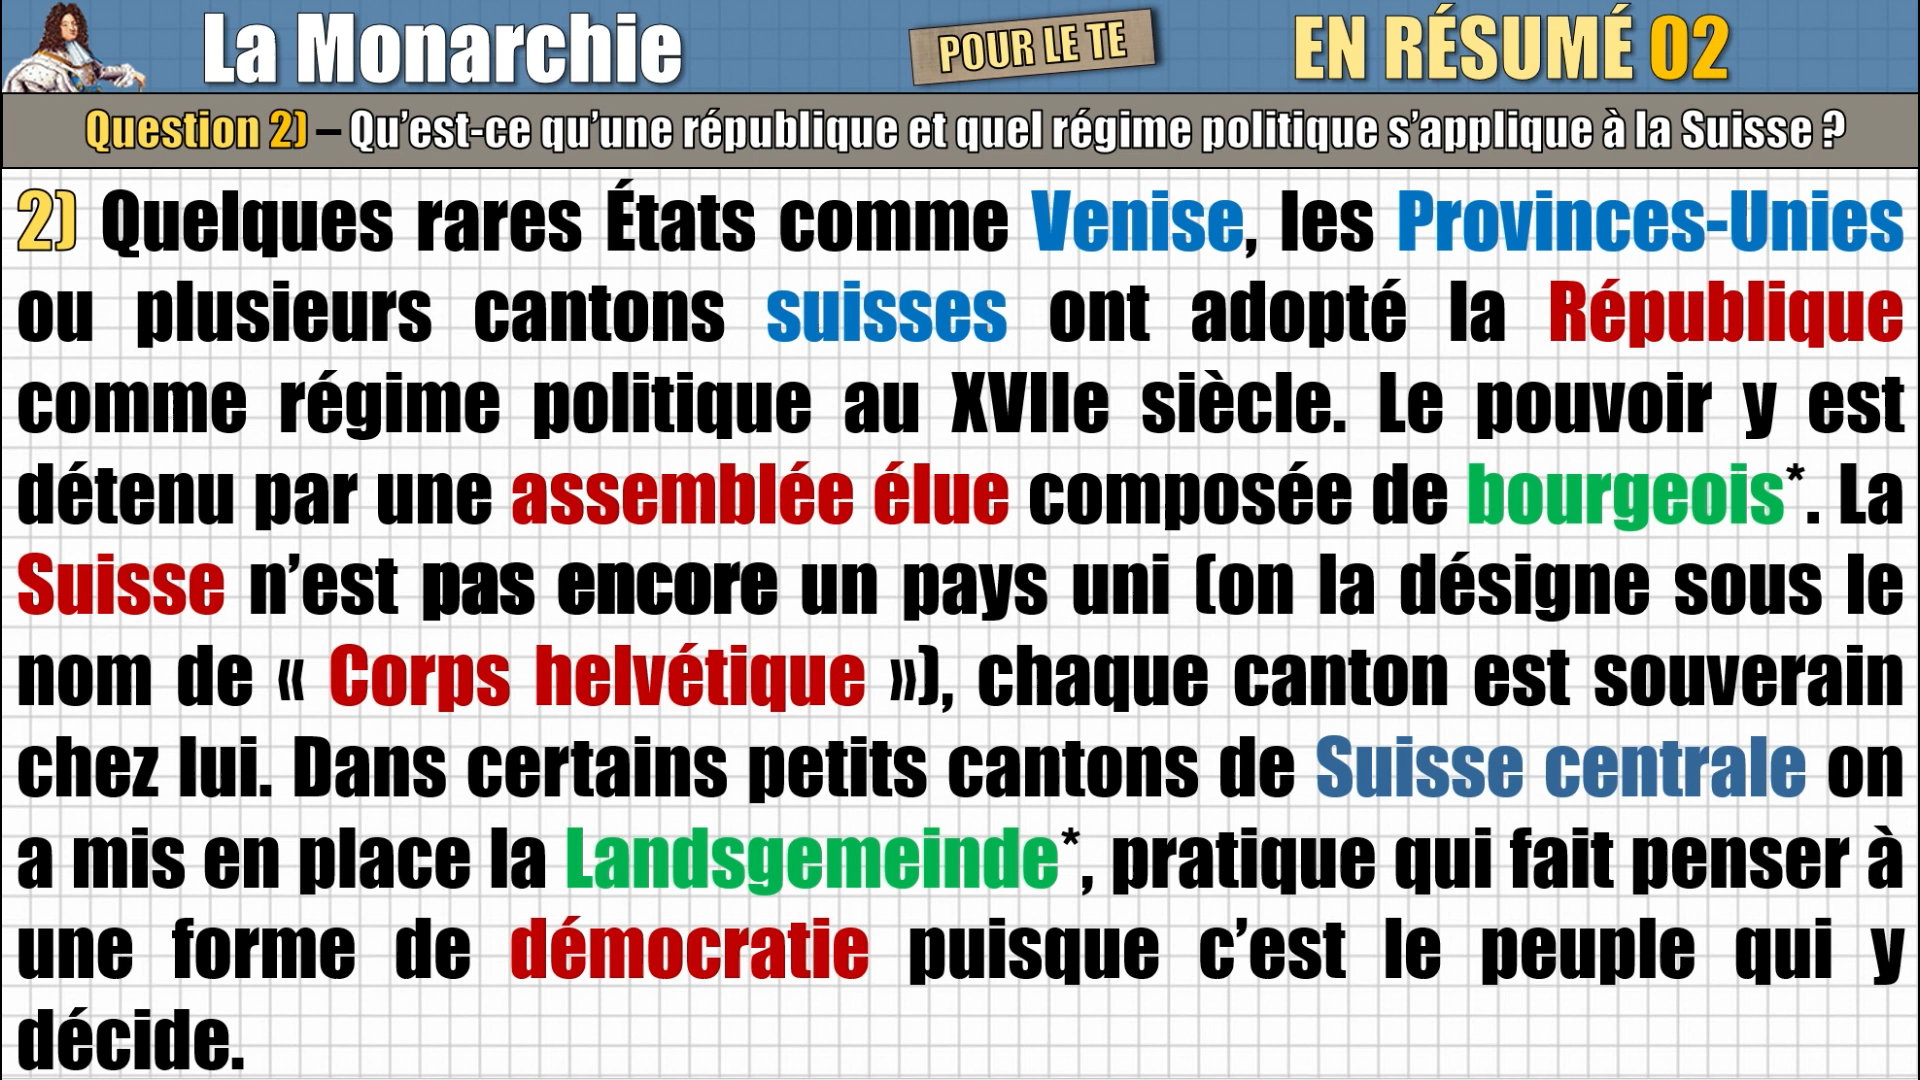 La Monarchie
POUR LE TE
EN RÉSUMÉ 02
Question 2) – Qu’est-ce qu’une république et quel régime politique s’applique à la Suisse ?
2) Quelques rares États comme Venise, les Provinces-Unies
ou plusieurs cantons suisses ont adopté la République
comme régime politique au XVIIe siècle. Le pouvoir y est
détenu par une assemblée élue composée de bourgeois*. La
Suisse n’est pas encore un pays uni (on la désigne sous le
nom de « Corps helvétique »), chaque canton est souverain
chez lui. Dans certains petits cantons de Suisse centrale on
a mis en place la Landsgemeinde*, pratique qui fait penser à
une forme de démocratie puisque c’est le peuple qui y
décide.